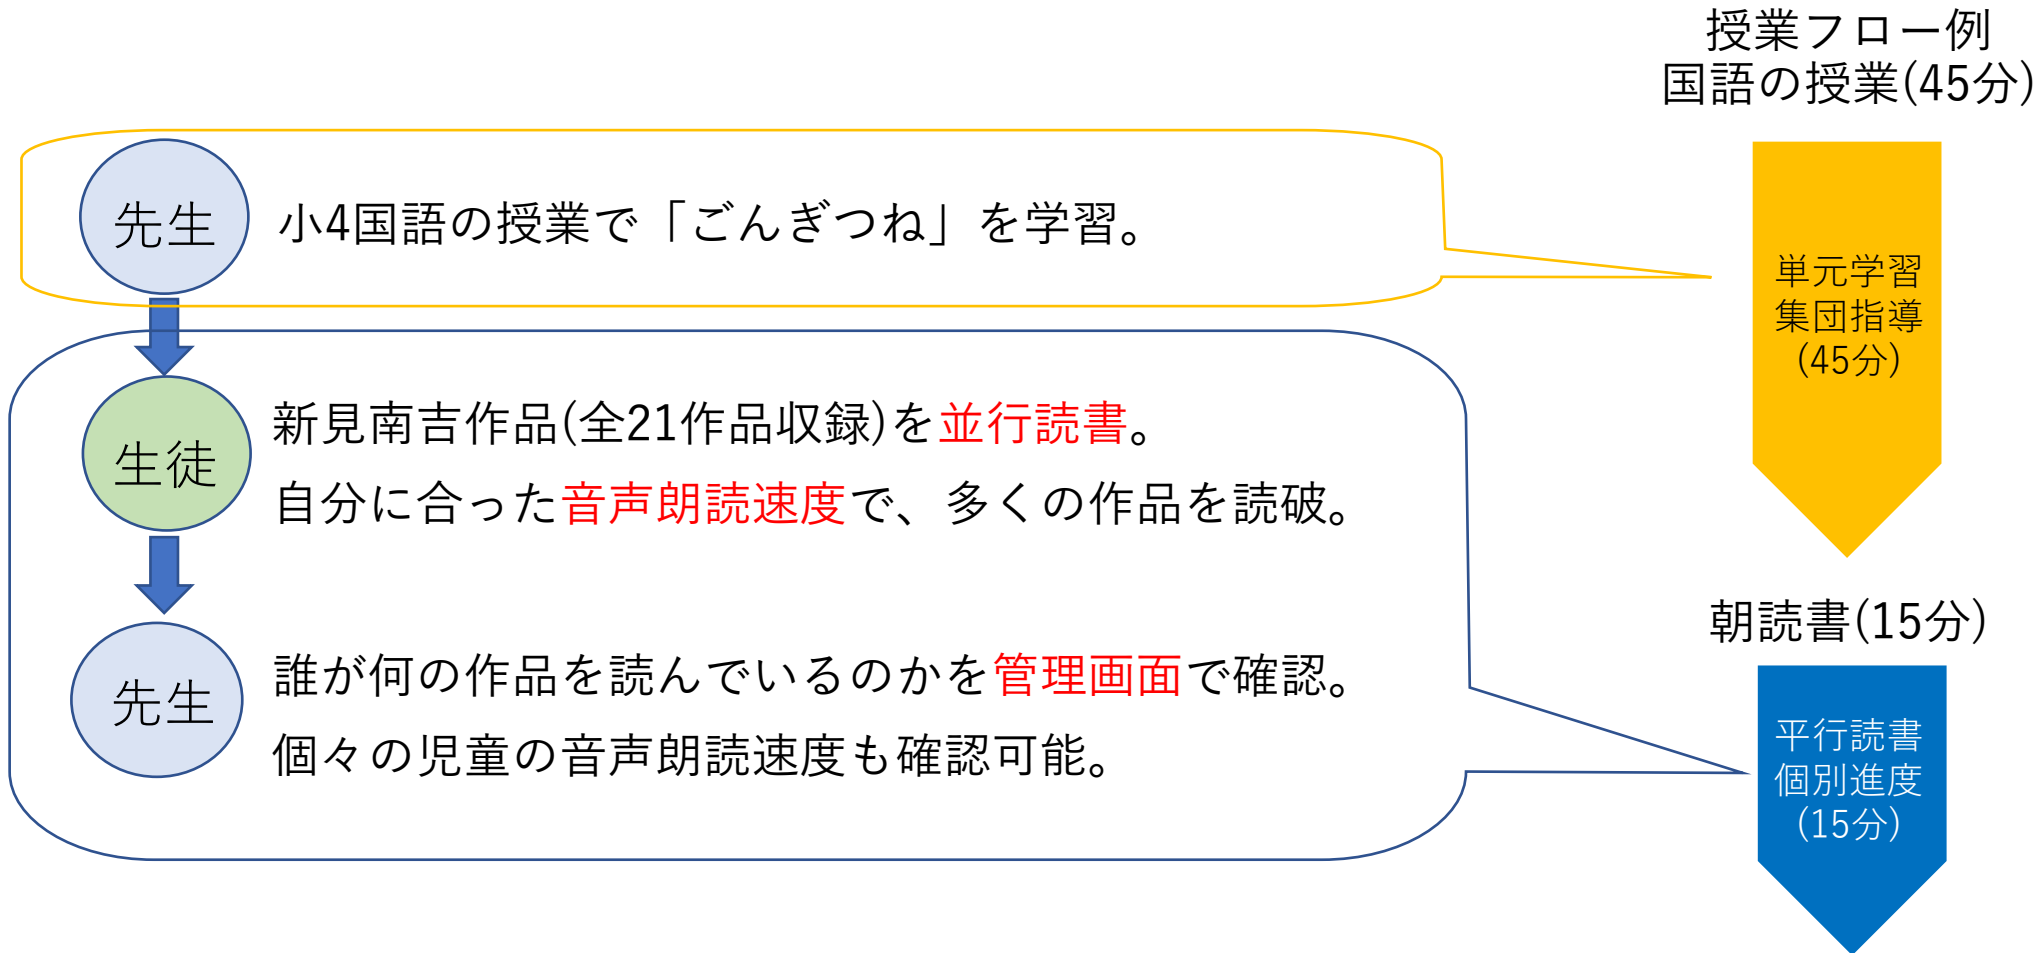 授業フロー例
国語の授業(45分)
先生
小4国語の授業で「ごんぎつね」を学習。
単元学習
集団指導
(45分)
生徒
新見南吉作品(全21作品収録)を並行読書。
自分に合った音声朗読速度で、多くの作品を読破。
先生
誰が何の作品を読んでいるのかを管理画面で確認。
個々の児童の音声朗読速度も確認可能。
朝読書(15分)
平行読書
個別進度
(15分)